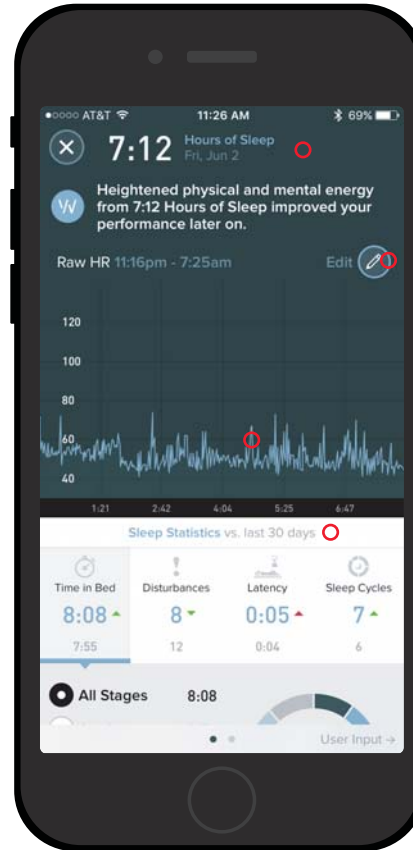 AT&T 11:26 AM 69%
7:12 Hours of Sleep
Fri, Jun 2
W Heightened physical and mental energy
from 7:12 Hours of Sleep improved your
performance later on.
Raw HR 11:16pm - 7:25am Edit
120
100
80
60
40
1:21 2:42 4:04 5:25 6:47
Sleep Statistics vs. last 30 days
Time in Bed Disturbances Latency Sleep Cycles
8:08 8 0:05 7
7:55 12 0:04 6
All Stages 8:08
User Input →